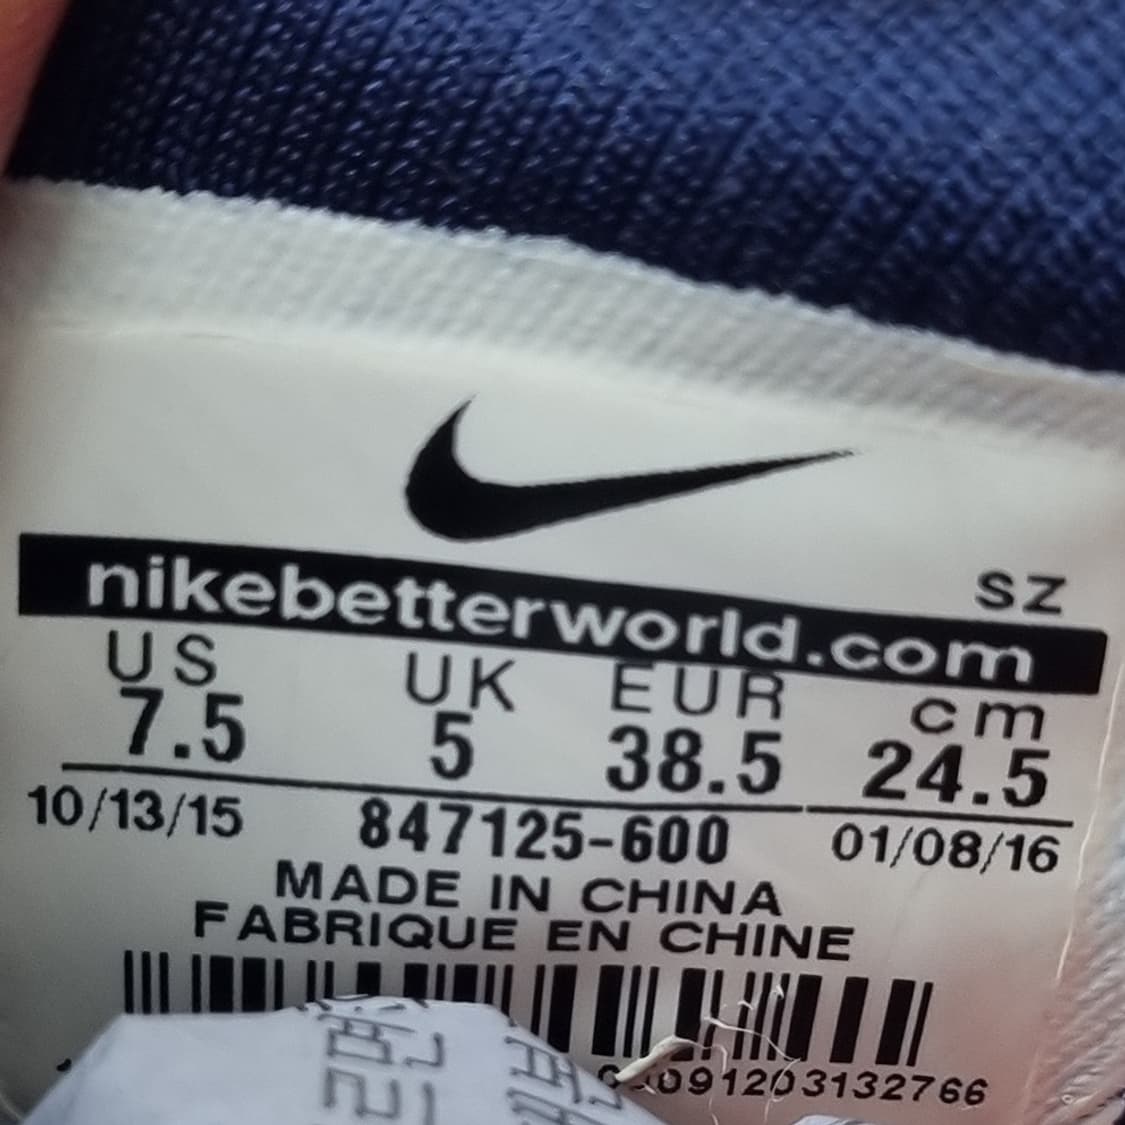 SZ
nikebetterworld.com
US UK EUR cm
7.5 5 38.5 24.5
10/13/15 847125-600 01/08/16
MADE IN CHINA
FABRIQUE EN CHINE
091203132766